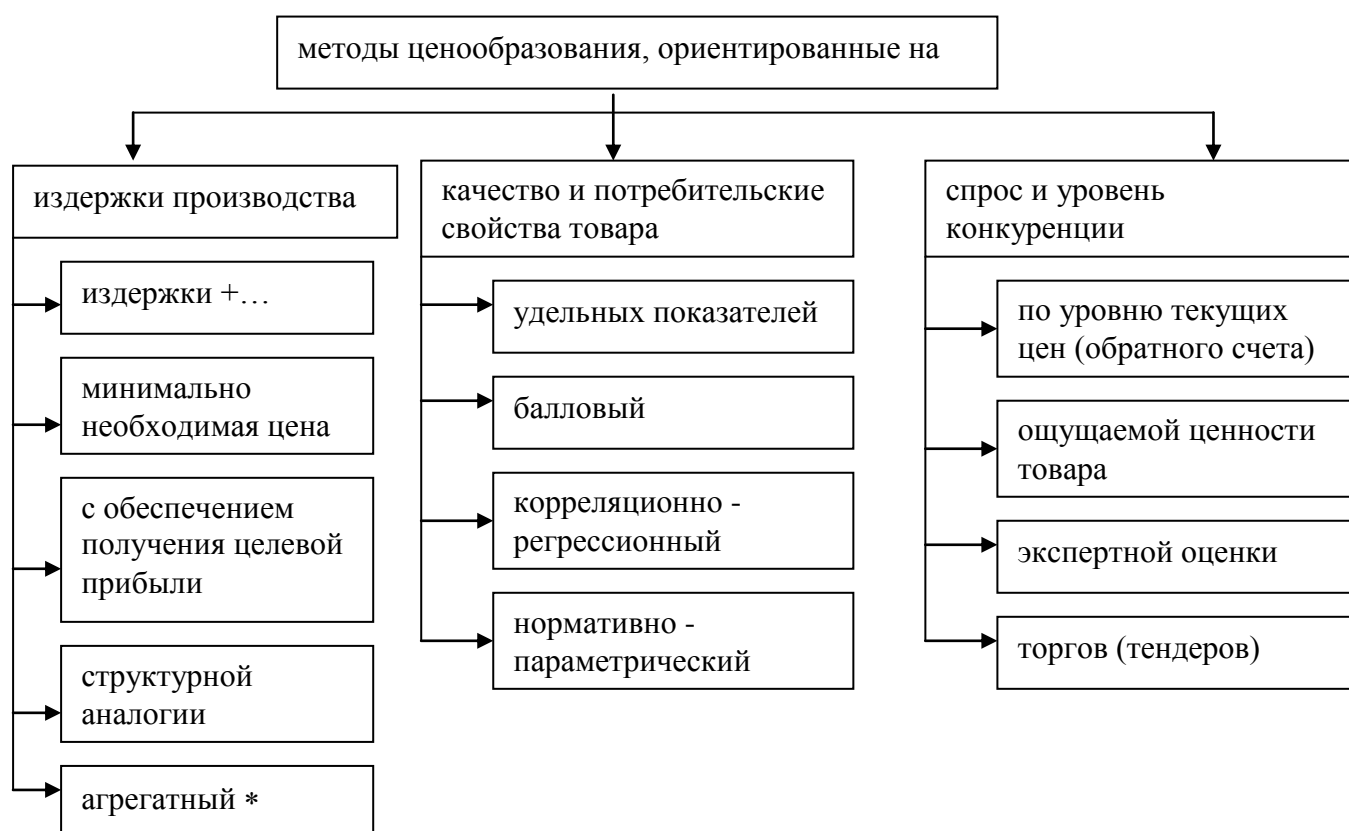 методы ценообразования, ориентированные на
издержки производства
издержки +…
минимально
необходимая цена
с обеспечением
получения целевой
прибыли
структурной
аналогии
агрегатный *
качество и потребительские
свойства товара
удельных показателей
балловый
корреляционно -
регрессионный
нормативно -
параметрический
спрос и уровень
конкуренции
по уровню текущих
цен (обратного счета)
ощущаемой ценности
товара
экспертной оценки
торгов (тендеров)